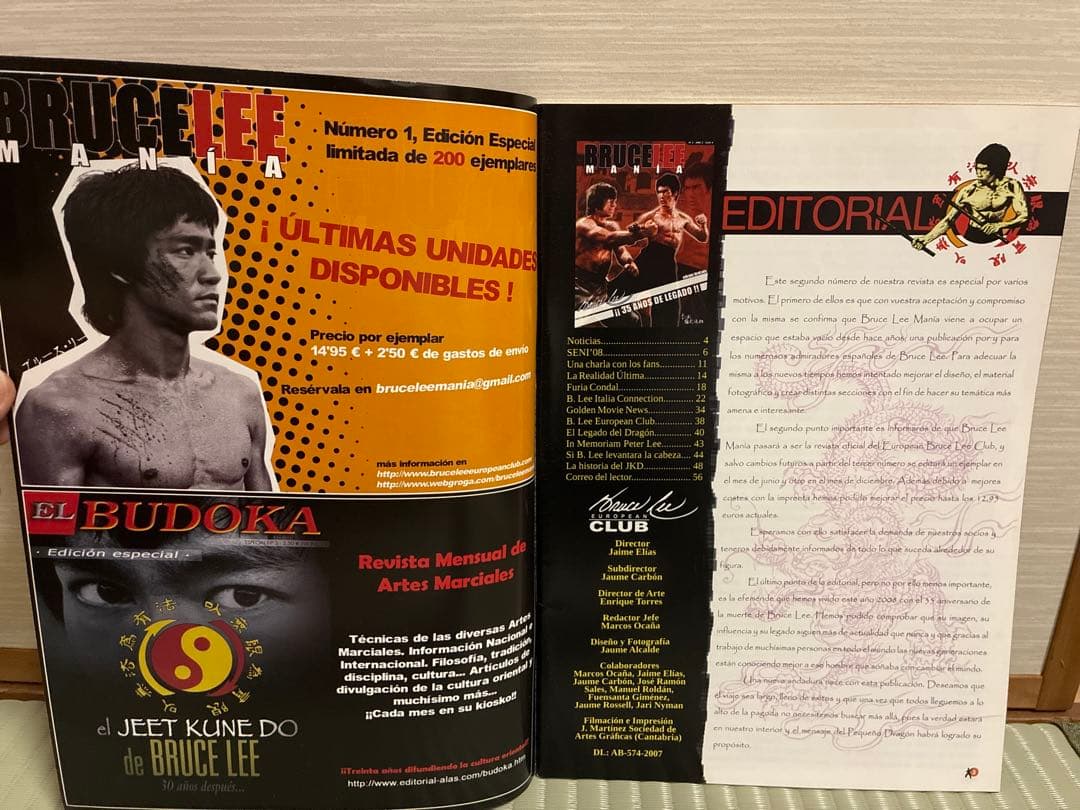 BRUCE LEE
MANÍA
Número 1, Edición Especial
limitada de 200 ejemplares
¡ ÚLTIMAS UNIDADES
DISPONIBLES !
Precio por ejemplar
14'95 € + 2'50 € de gastos de envío
Resérvala en bruceleemania@gmail.com
más información en
http://www.bruceleeeuropeanclub.com
http://www.webgroga.com/bruceleeman
ブルース・リー
EL BUDOKA
· Edición especial ·
el JEET KUNE DO
de BRUCE LEE
30 años después...
Revista Mensual de
Artes Marciales
Técnicas de las diversas Artes
Marciales. Información Nacional e
Internacional. Filosofía, tradición,
disciplina, cultura... Artículos de
divulgación de la cultura oriental y
muchísimo más...
¡¡Cada mes en su kiosko!!
¡¡Treinta años difundiendo la cultura oriental!!
http://www.editorial-alas.com/budoka.htm
BRUCE LEE
MANÍA
¡¡ 35 AÑOS DE LEGADO !!
Noticias................................ 4
SENI'08................................. 6
Una charla con los fans............ 11
La Realidad Última................. 14
Furia Condal.......................... 18
B. Lee Italia Connection........... 22
Golden Movie News................. 34
B. Lee European Club.............. 38
El Legado del Dragón............... 40
In Memoriam Peter Lee............ 43
Si B. Lee levantara la cabeza.... 44
La historia del JKD................. 48
Correo del lector..................... 56
Bruce Lee
EUROPEAN
CLUB
Director
Jaime Elías
Subdirector
Jaume Carbón
Director de Arte
Enrique Torres
Redactor Jefe
Marcos Ocaña
Diseño y Fotografía
Jaume Alcalde
Colaboradores
Marcos Ocaña, Jaime Elías,
Jaume Carbón, José Ramón
Sales, Manuel Roldán,
Fuensanta Giménez,
Jaume Rossell, Jari Nyman
Filmación e Impresión
J. Martínez Sociedad de
Artes Gráficas (Cantabria)
DL: AB-574-2007
EDITORIAL
Este segundo número de nuestra revista es especial por varios
motivos. El primero de ellos es que con vuestra aceptación y compromiso
con la misma se confirma que Bruce Lee Manía viene a ocupar un
espacio que estaba vacío desde hace años, una publicación por y para
los numerosos admiradores españoles de Bruce Lee. Para adecuar la
misma a los nuevos tiempos hemos intentado mejorar el diseño, el material
fotográfico y crear distintas secciones con el fin de hacer su temática más
amena e interesante.
El segundo punto importante es informaros de que Bruce Lee
Manía pasará a ser la revista oficial del European Bruce Lee Club, y
salvo cambios futuros a partir del tercer número se editará un ejemplar en
el mes de junio y otro en el mes de diciembre. Además debido a mejores
costes con la imprenta hemos podido mejorar el precio hasta los 12,95
euros actuales.
Esperamos con ello satisfacer la demanda de nuestros socios y
teneros debidamente informados de todo lo que suceda alrededor de su
figura.
El último punto de la editorial, pero no por ello menos importante,
es la efeméride que hemos vivido este año 2008 con el 35 aniversario de
la muerte de Bruce Lee. Hemos podido comprobar que su imagen, su
influencia y su legado siguen más de actualidad que nunca y que gracias al
trabajo de muchísimas personas en todo el mundo las nuevas generaciones
están conociendo mejor a ese hombre que soñaba con cambiar el mundo.
Una nueva andadura nace con esta publicación. Deseamos que
el viaje sea largo, lleno de éxitos y que una vez que todos lleguemos a lo
alto de la pagoda no necesitemos buscar más allá, pues la verdad estará
en nuestro interior y el mensaje del Pequeño Dragón habrá logrado su
propósito.
3